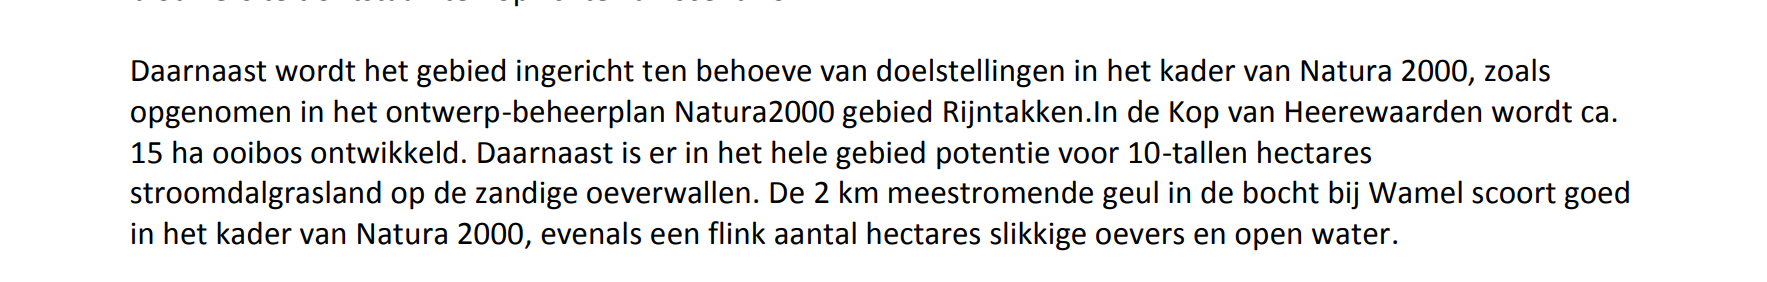 Daarnaast wordt het gebied ingericht ten behoeve van doelstellingen in het kader van Natura 2000, zoals
opgenomen in het ontwerp-beheerplan Natura2000 gebied Rijntakken.In de Kop van Heerewaarden wordt ca.
15 ha ooibos ontwikkeld. Daarnaast is er in het hele gebied potentie voor 10-tallen hectares
stroomdalgrasland op de zandige oeverwallen. De 2 km meestromende geul in de bocht bij Wamel scoort goed
in het kader van Natura 2000, evenals een flink aantal hectares slikkige oevers en open water.